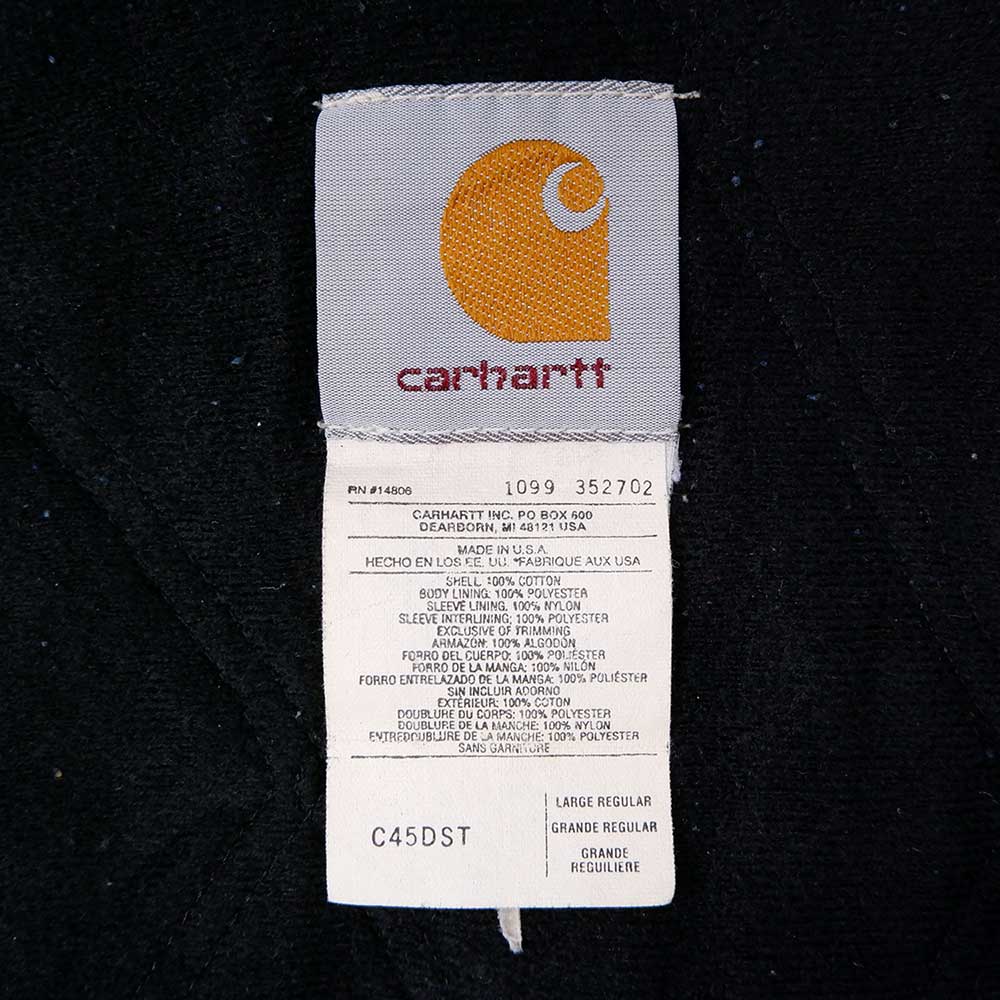 carhartt
RN #14806 1099 352702
CARHARTT INC. PO BOX 600
DEARBORN, MI 48121 USA
MADE IN U.S.A.
HECHO EN LOS EE. UU. *FABRIQUE AUX USA
SHELL: 100% COTTON
BODY LINING: 100% POLYESTER
SLEEVE LINING: 100% NYLON
SLEEVE INTERLINING: 100% POLYESTER
EXCLUSIVE OF TRIMMING
ARMAZON: 100% ALGODON
FORRO DEL CUERPO: 100% POLIESTER
FORRO DE LA MANGA: 100% NILON
FORRO ENTRELAZADO DE LA MANGA: 100% POLIÉSTER
SIN INCLUIR ADORNO
EXTÉRIEUR: 100% COTON
DOUBLURE DU CORPS: 100% POLYESTER
DOUBLURE DE LA MANCHE: 100% NYLON
ENTREDOUBLURE DE LA MANCHE: 100% POLYESTER
SANS GARNITURE
C45DST
LARGE REGULAR
GRANDE REGULAR
GRANDE
REGUILIERE